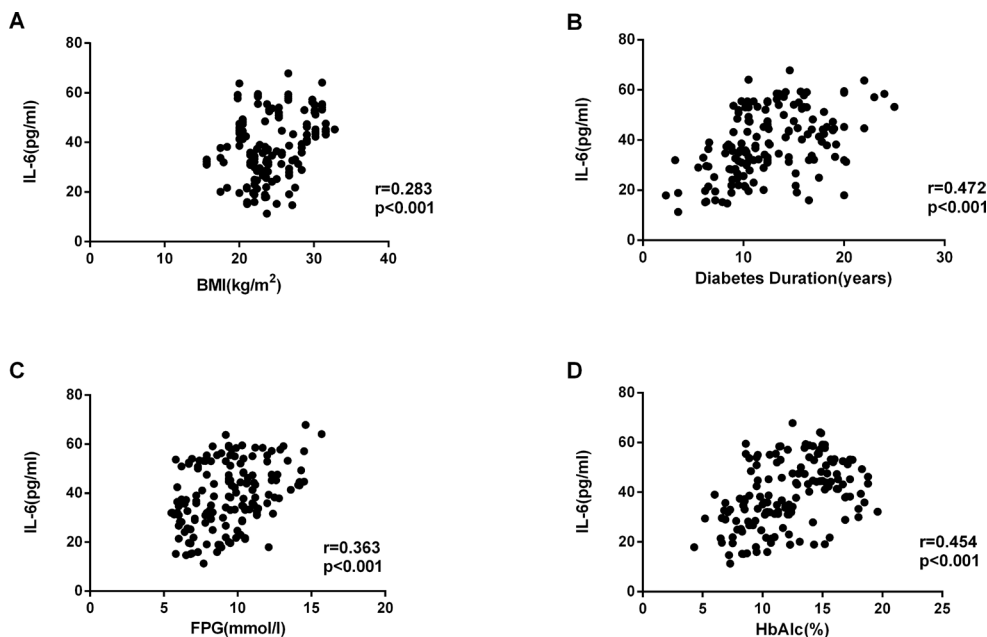 A
80
60
40
20
0
IL-6(pg/ml)
0 10 20 30 40
BMI(kg/m²)
r=0.283
p<0.001
B
80
60
40
20
0
IL-6(pg/ml)
0 10 20 30
Diabetes Duration(years)
r=0.472
p<0.001
C
80
60
40
20
0
IL-6(pg/ml)
0 5 10 15 20
FPG(mmol/l)
r=0.363
p<0.001
D
80
60
40
20
0
IL-6(pg/ml)
0 5 10 15 20 25
HbAlc(%)
r=0.454
p<0.001